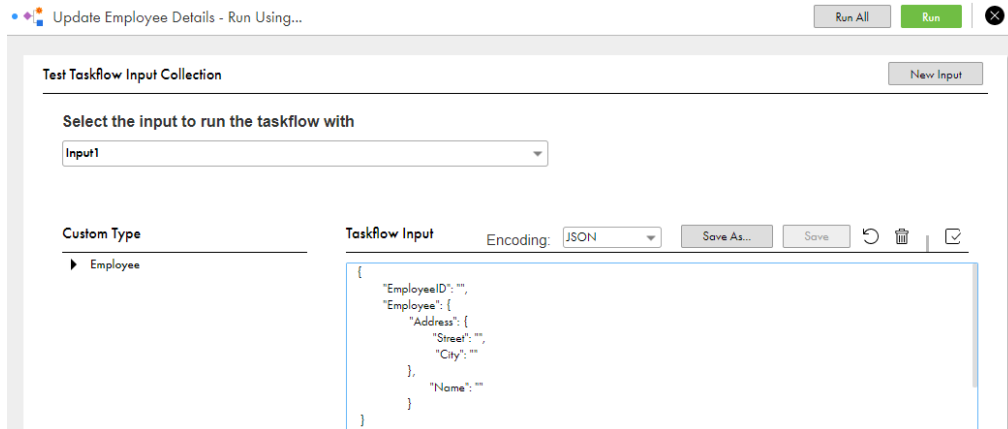 Update Employee Details - Run Using...
Run All
Run
Test Taskflow Input Collection
New Input
Select the input to run the taskflow with
Input1
Custom Type
Taskflow Input
Encoding:
JSON
Save As...
Save
Employee
{
"EmployeeID": "",
"Employee": {
"Address": {
"Street": "",
"City": ""
},
"Name": ""
}
}